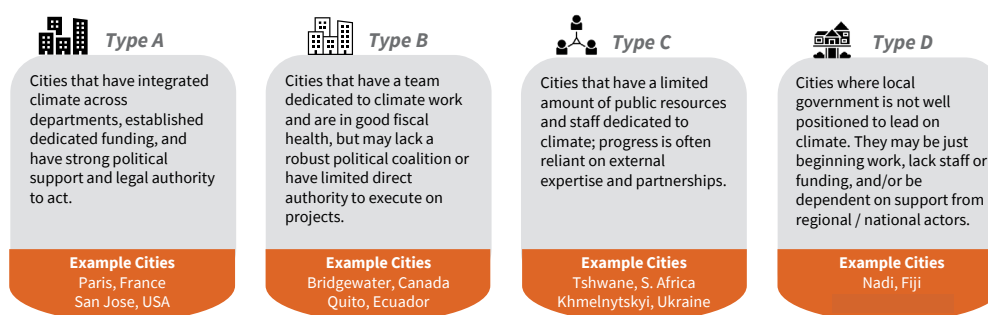 Type A
Cities that have integrated
climate across
departments, established
dedicated funding, and
have strong political
support and legal authority
to act.
Example Cities
Paris, France
San Jose, USA
Type B
Cities that have a team
dedicated to climate work
and are in good fiscal
health, but may lack a
robust political coalition or
have limited direct
authority to execute on
projects.
Example Cities
Bridgewater, Canada
Quito, Ecuador
Type C
Cities that have a limited
amount of public resources
and staff dedicated to
climate; progress is often
reliant on external
expertise and partnerships.
Example Cities
Tshwane, S. Africa
Khmelnytskyi, Ukraine
Type D
Cities where local
government is not well
positioned to lead on
climate. They may be just
beginning work, lack staff or
funding, and/or be
dependent on support from
regional / national actors.
Example Cities
Nadi, Fiji